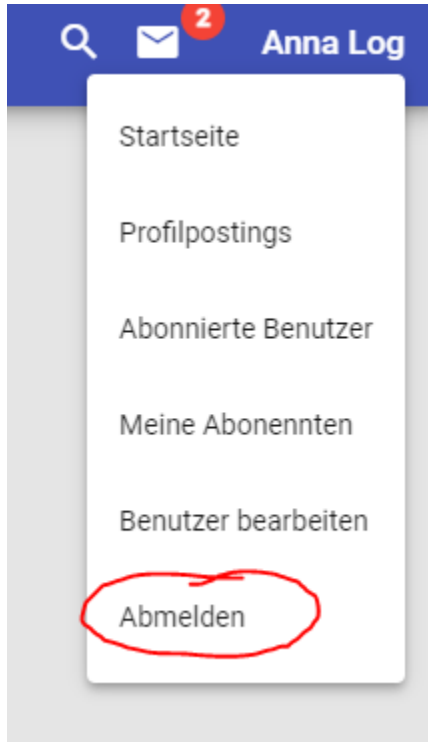 2
Anna Log
Startseite
Profilpostings
Abonnierte Benutzer
Meine Abonennten
Benutzer bearbeiten
Abmelden